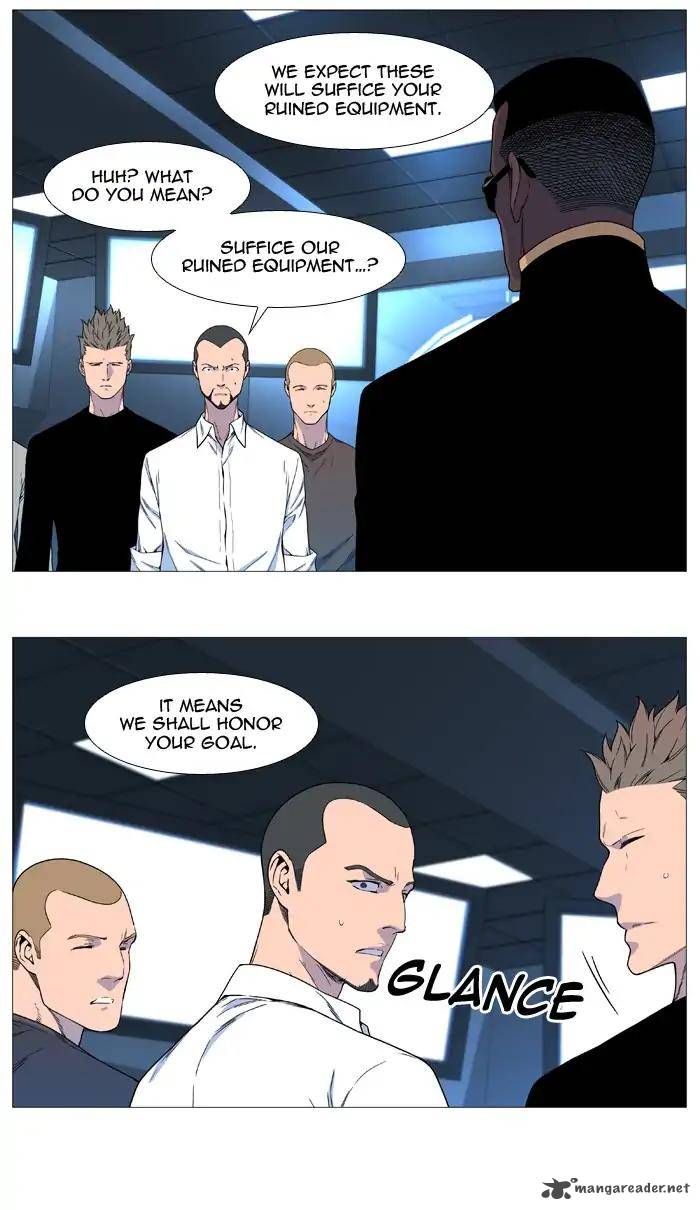 WE EXPECT THESE
WILL SUFFICE YOUR
RUINED EQUIPMENT.
HUH? WHAT
DO YOU MEAN?
SUFFICE OUR
RUINED EQUIPMENT...?
IT MEANS
WE SHALL HONOR
YOUR GOAL.
GLANCE
mangareader.net